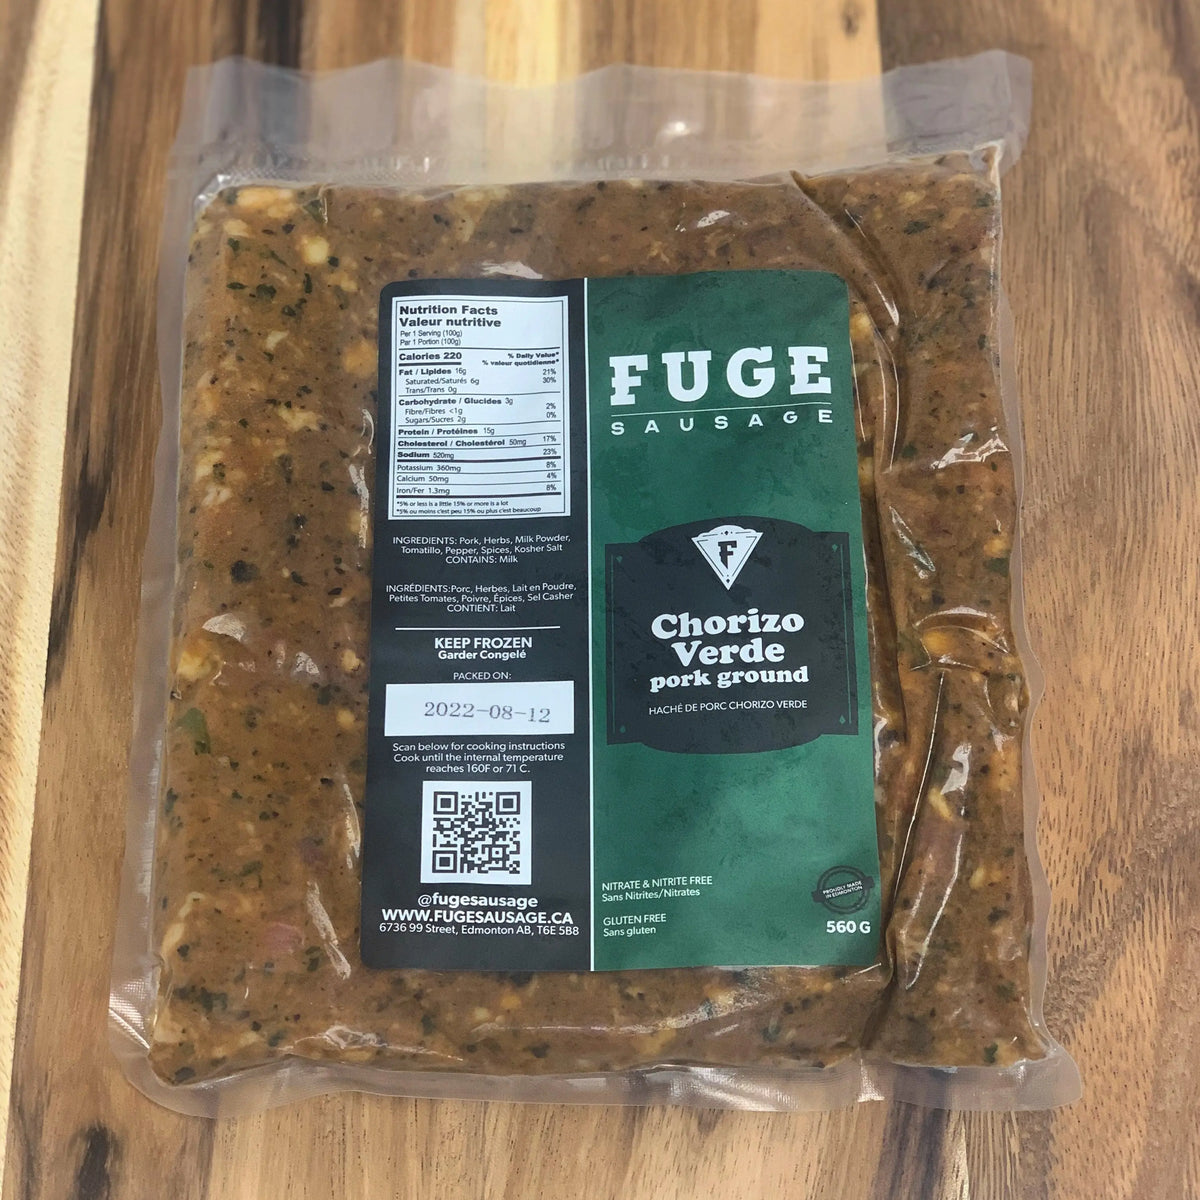 Nutrition Facts
Valeur nutritive
Per 1 Serving (100g)
Per 1 Portion (100g)
Calories 220
% Daily Value*
% valeur quotidienne*
Fat / Lipides 16g 21%
Saturated/Saturés 6g 30%
Trans/Trans 0g
Carbohydrate / Glucides 3g
Fibre/Fibres <1g 2%
Sugars/Sucres 2g 0%
Protein / Protéines 15g
Cholesterol / Cholestérol 50mg 17%
Sodium 520mg 23%
Potassium 360mg 8%
Calcium 50mg 4%
Iron/Fer 1.3mg 8%
*5% or less is a little 15% or more is a lot
*5% ou moins c'est peu 15% ou plus c'est beaucoup
INGREDIENTS: Pork, Herbs, Milk Powder,
Tomatillo, Pepper, Spices, Kosher Salt
CONTAINS: Milk
INGRÉDIENTS:Porc, Herbes, Lait en Poudre,
Petites Tomates, Poivre, Épices, Sel Casher
CONTIENT: Lait
KEEP FROZEN
Garder Congelé
PACKED ON:
2022-08-12
Scan below for cooking instructions
Cook until the internal temperature
reaches 160F or 71 C.
@fugesausage
WWW.FUGESAUSAGE.CA
6736 99 Street, Edmonton AB, T6E 5B8
FUGE
SAUSAGE
F
Chorizo
Verde
pork ground
HACHÉ DE PORC CHORIZO VERDE
NITRATE & NITRITE FREE
Sans Nitrites/Nitrates
GLUTEN FREE
Sans gluten
PROUDLY MADE
IN EDMONTON
560 G